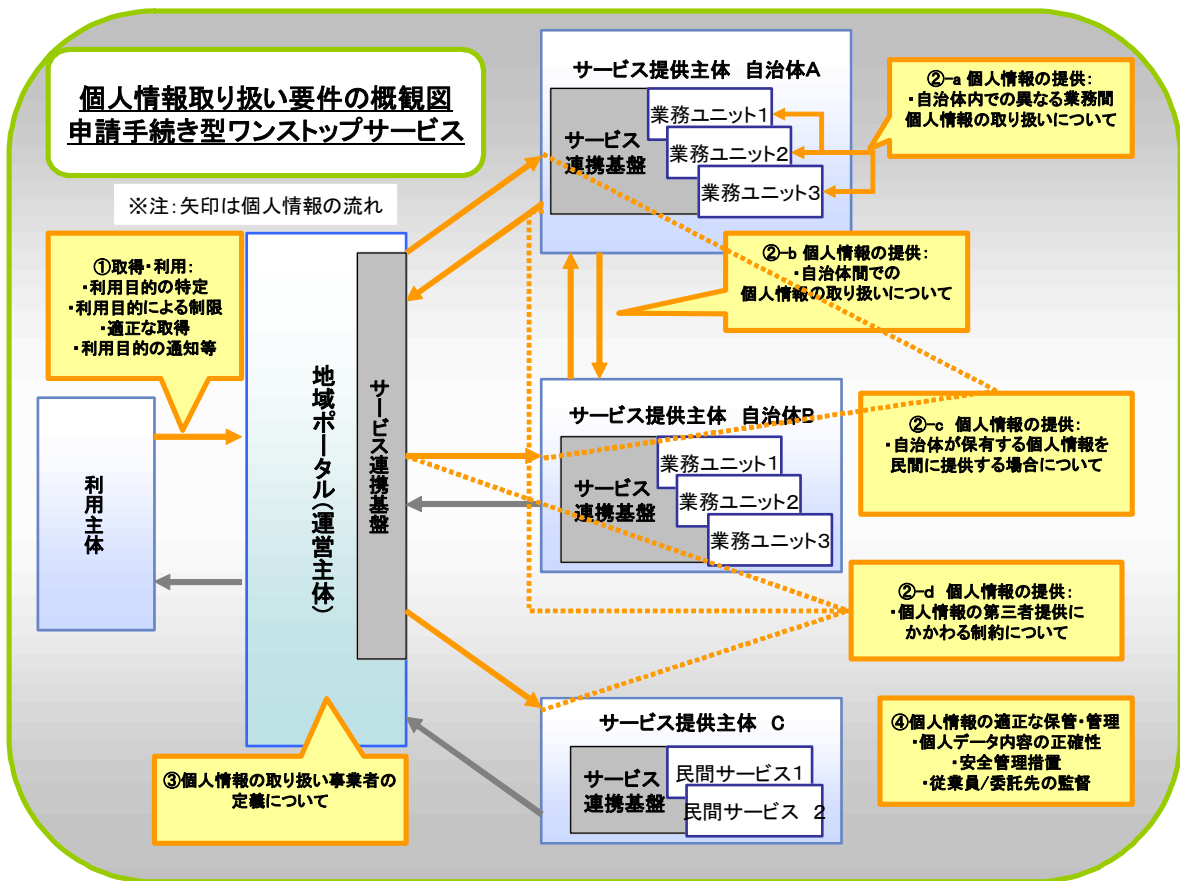 個人情報取り扱い要件の概観図
申請手続き型ワンストップサービス
※注:矢印は個人情報の流れ
①取得・利用:
・利用目的の特定
・利用目的による制限
・適正な取得
・利用目的の通知等
利用主体
地域ポータル(運営主体)
サービス連携基盤
③個人情報の取り扱い事業者の
定義について
サービス提供主体 自治体A
サービス
連携基盤
業務ユニット1
業務ユニット2
業務ユニット3
②-a 個人情報の提供:
・自治体内での異なる業務間
個人情報の取り扱いについて
②-b 個人情報の提供:
・自治体間での
個人情報の取り扱いについて
サービス提供主体 自治体B
サービス
連携基盤
業務ユニット1
業務ユニット2
業務ユニット3
②-c 個人情報の提供:
・自治体が保有する個人情報を
民間に提供する場合について
②-d 個人情報の提供:
・個人情報の第三者提供に
かかわる制約について
サービス提供主体 C
サービス
連携基盤
民間サービス1
民間サービス 2
④個人情報の適正な保管・管理
・個人データ内容の正確性
・安全管理措置
・従業員/委託先の監督